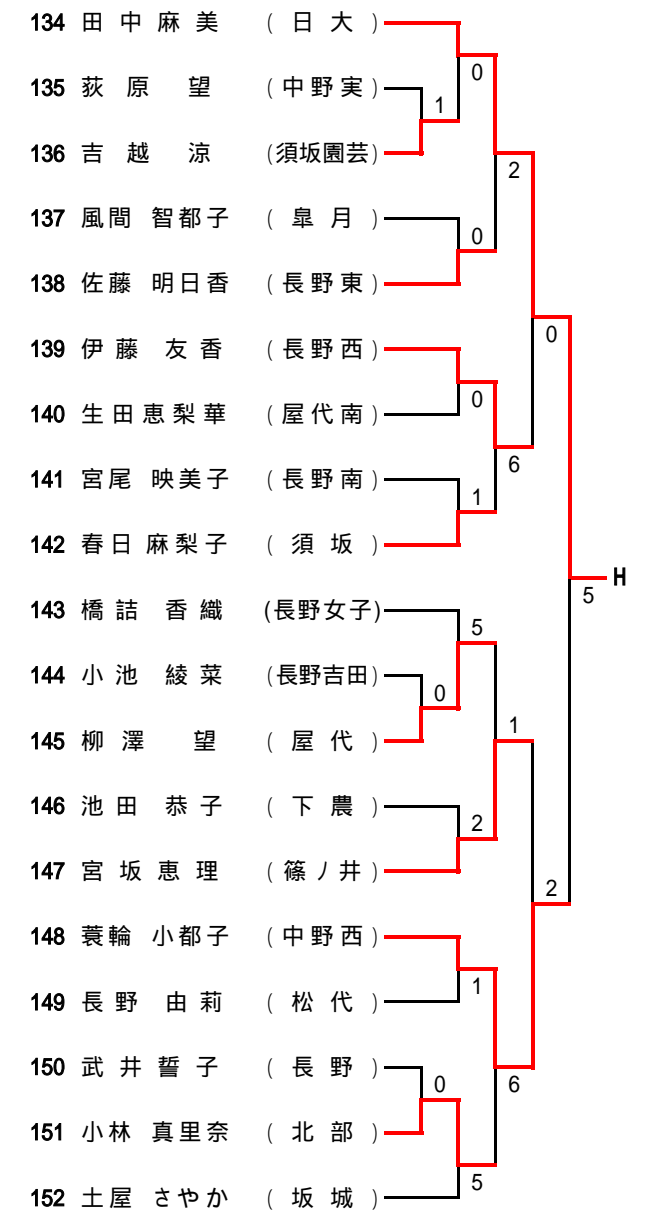 134 田中麻美 (日大)
0
135 荻原 望 (中野実)
1
136 吉越 涼 (須坂園芸)
2
137 風間 智都子 (皐月)
0
138 佐藤 明日香 (長野東)
0
139 伊藤 友香 (長野西)
0
140 生田恵梨華 (屋代南)
6
141 宮尾 映美子 (長野南)
1
142 春日 麻梨子 (須坂)
H
5
143 橋詰 香織 (長野女子)
5
144 小池 綾菜 (長野吉田)
0
145 柳澤 望 (屋代)
1
146 池田 恭子 (下農)
2
147 宮坂恵理 (篠ノ井)
2
148 蓑輪 小都子 (中野西)
1
149 長野 由莉 (松代)
150 武井誓子 (長野)
0
6
151 小林 真里奈 (北部)
5
152 土屋 さやか (坂城)